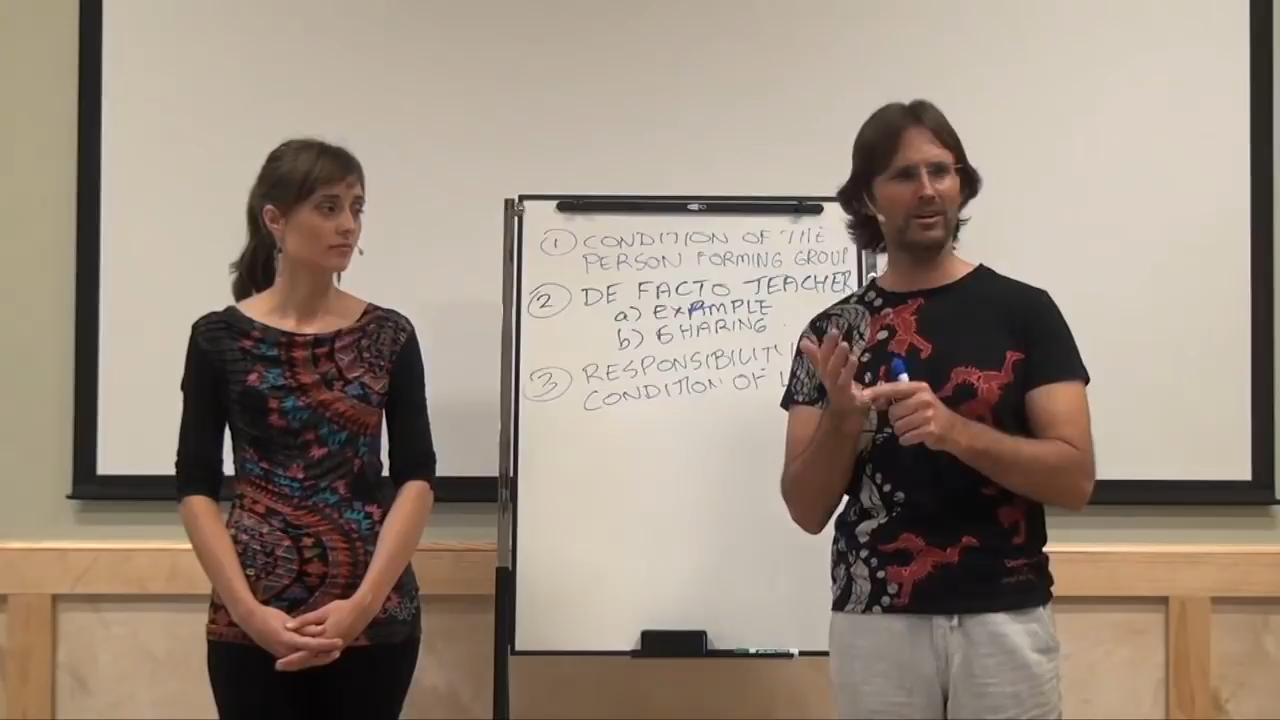 1 CONDITION OF THE
PERSON FORMING GROUP
2 DE FACTO TEACHER
a) EXAMPLE
b) SHARING
3 RESPONSIBILITY
CONDITION OF